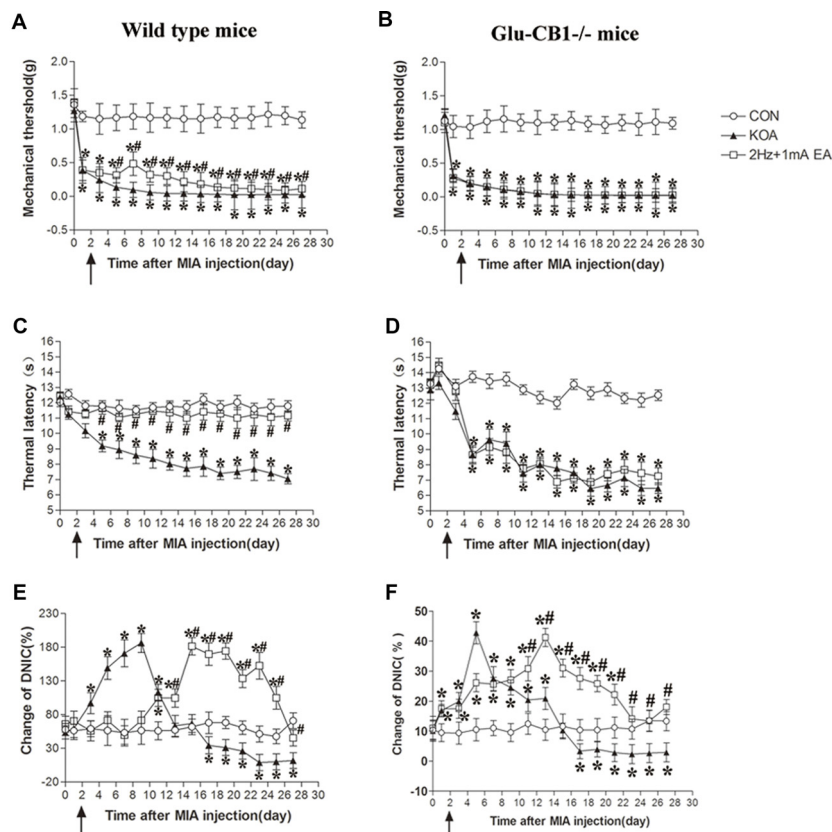 A
Wild type mice
Mechanical thershold(g)
2.0
1.5
1.0
0.5
0.0
-0.5
0 2 4 6 8 10 12 14 16 18 20 22 24 26 28 30
Time after MIA injection(day)
* * *# *# *# *# *# *# *# *# *# *# *# *# *#
* * * * * * * * * * * * * *
B
Glu-CB1-/- mice
Mechanical thershold(g)
2.0
1.5
1.0
0.5
0.0
-0.5
0 2 4 6 8 10 12 14 16 18 20 22 24 26 28 30
Time after MIA injection(day)
* * * * * * * * * * * * * *
* * * * * * * * * * * * * *
CON
KOA
2Hz+1mA EA
C
Thermal latency (s)
16
15
14
13
12
11
10
9
8
7
6
5
0 2 4 6 8 10 12 14 16 18 20 22 24 26 28 30
Time after MIA injection(day)
# # # # # # # # # # # #
* * * * * * * * * * * *
D
Thermal latency (s)
16
15
14
13
12
11
10
9
8
7
6
5
0 2 4 6 8 10 12 14 16 18 20 22 24 26 28 30
Time after MIA injection(day)
* * * * * * * * * * * *
* * * * * * * * * * * *
E
Change of DNIC(%)
230
180
130
80
30
-20
0 2 4 6 8 10 12 14 16 18 20 22 24 26 28 30
Time after MIA injection(day)
* * * * * *# *# *# *# *# *# *# #
* * * * * * *
F
Change of DNIC( % )
50
40
30
20
10
0
-10
0 2 4 6 8 10 12 14 16 18 20 22 24 26 28 30
Time after MIA injection(day)
* * * * * *# *# *# *# *# *# # # #
* * * * * * * * * * * * *